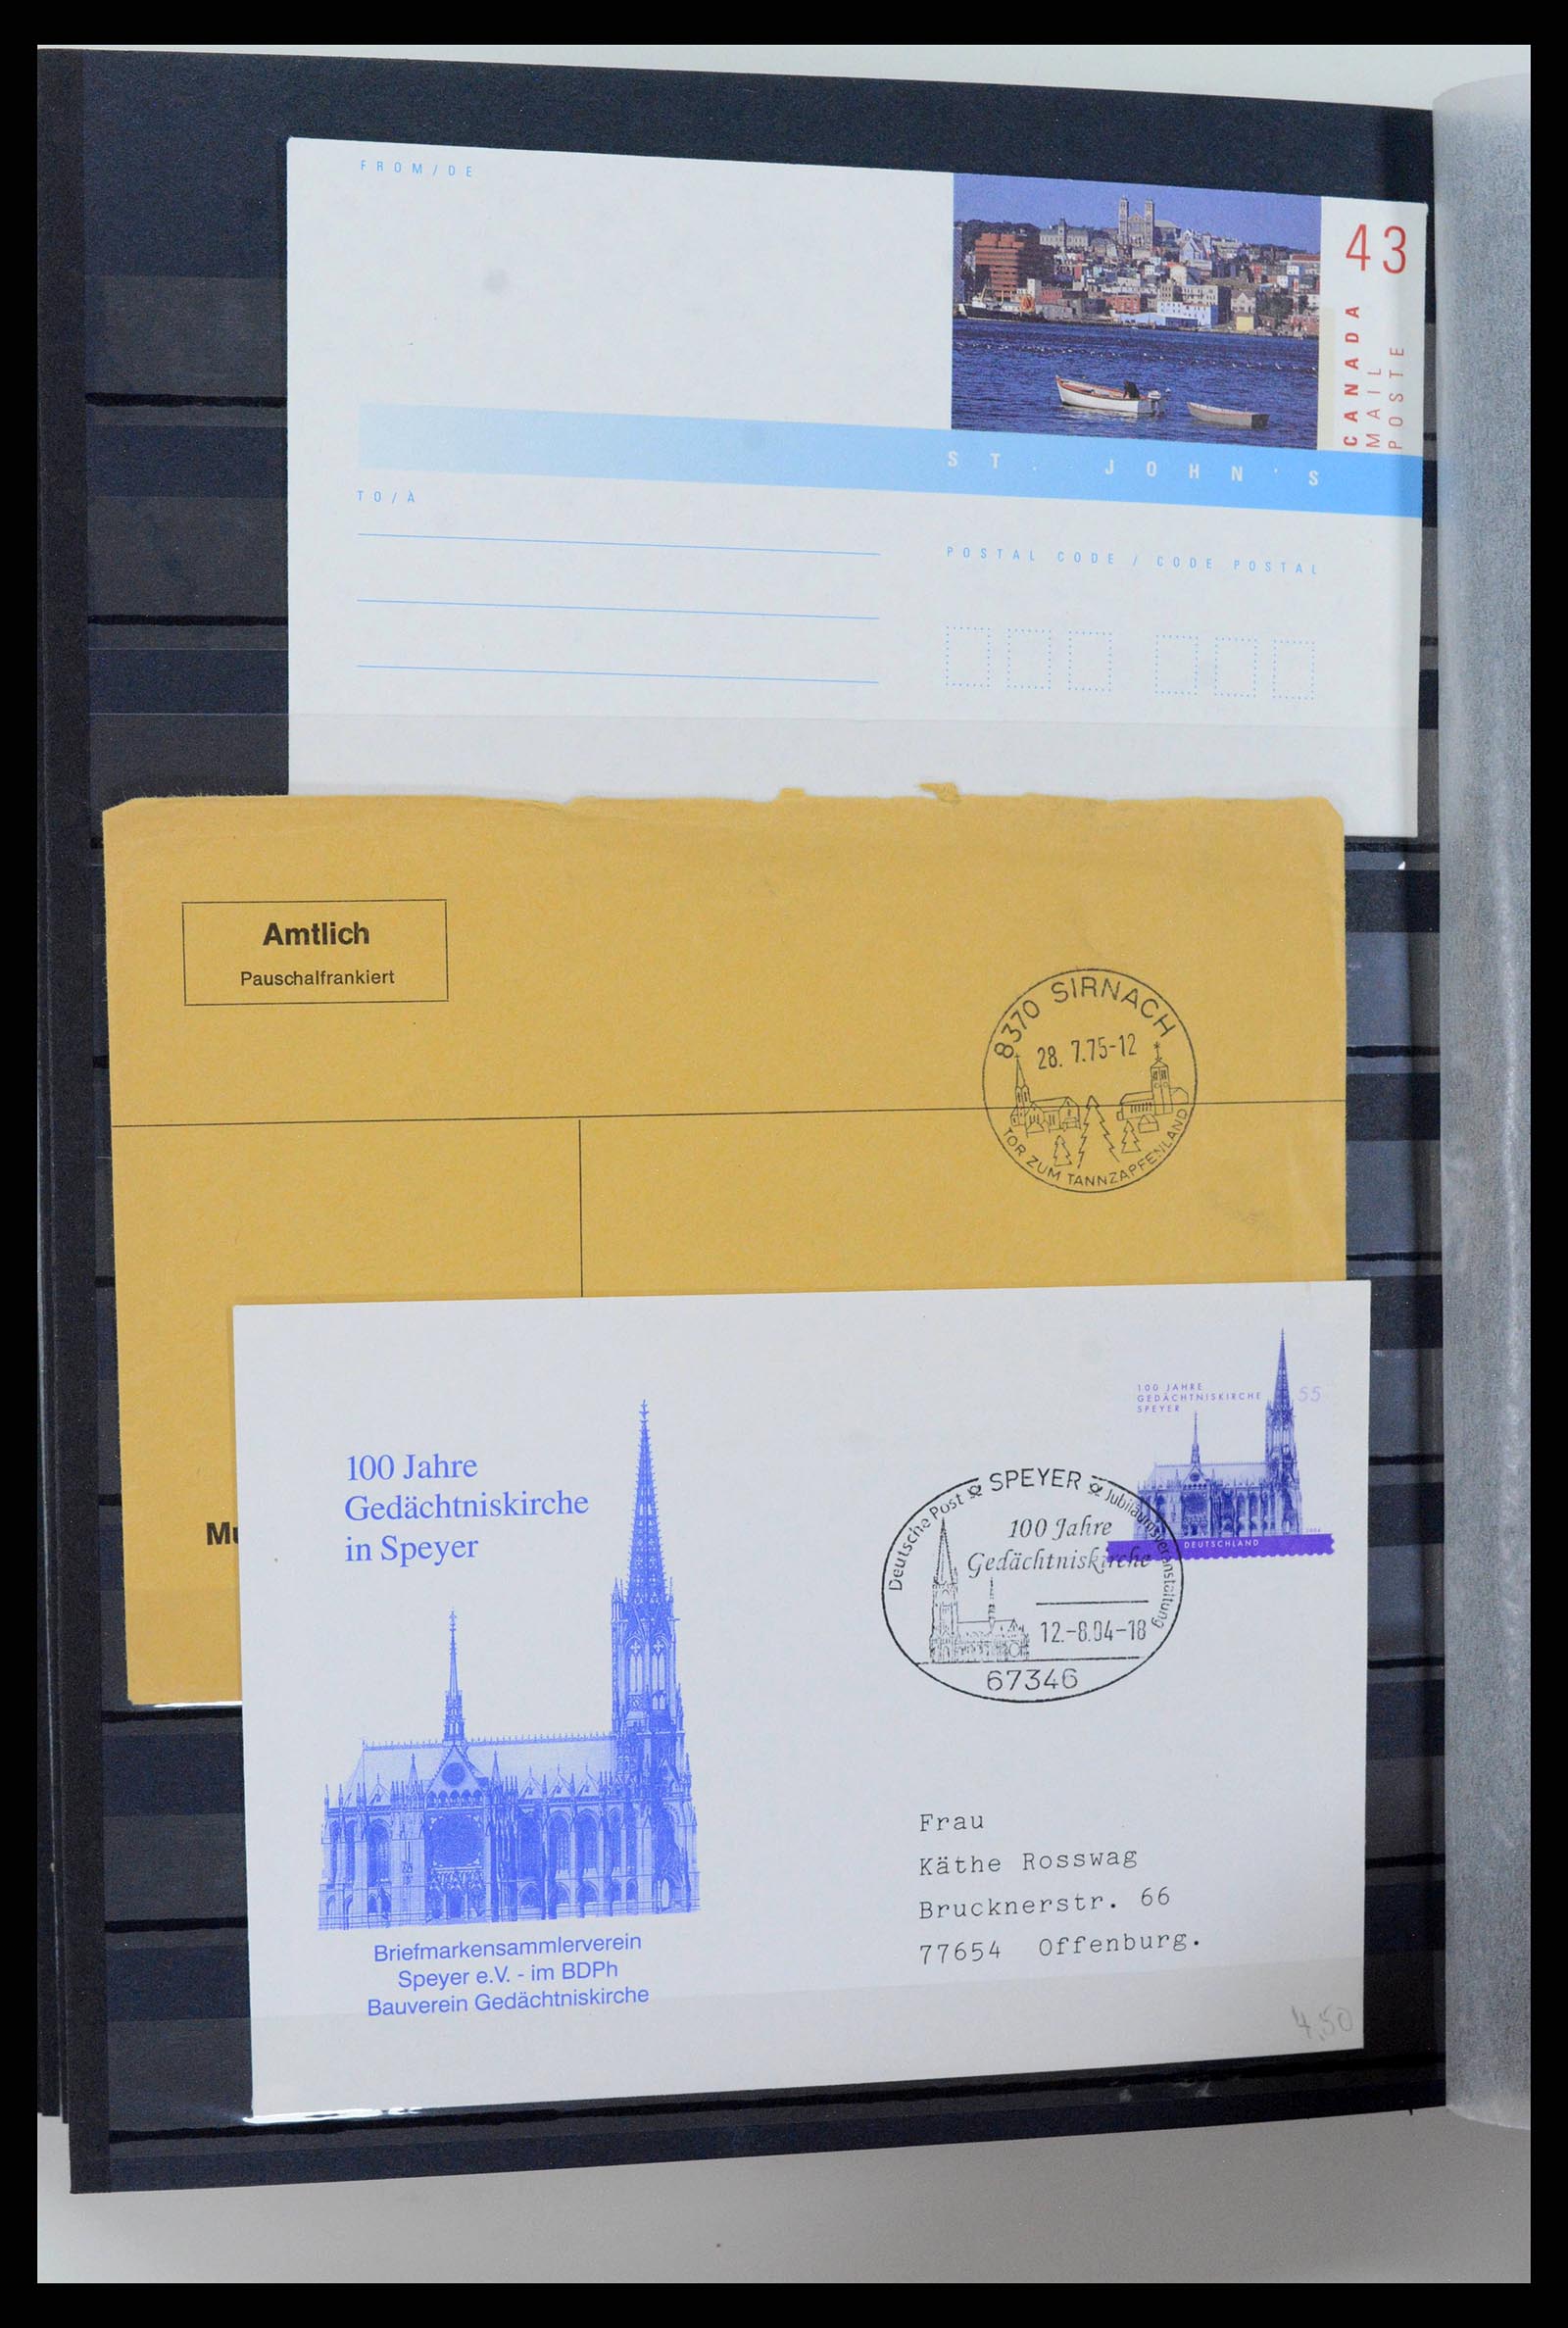 FROM/DE
43
CANADA
MAIL
POSTE
ST. JOHN'S
TO/À
POSTAL CODE / CODE POSTAL
Amtlich
Pauschalfrankiert
8370 SIRNACH
28. 7.75-12
TOR ZUM TANNZAPFENLAND
100 JAHRE
GEDÄCHTNISKIRCHE
SPEYER
55
2004
DEUTSCHLAND
100 Jahre
Gedächtniskirche
in Speyer
Mu
Deutsche Post SPEYER Jubiläumsveranstaltung
100 Jahre
Gedächtniskirche
12.-8.04-18
67346
Frau
Käthe Rosswag
Brucknerstr. 66
77654 Offenburg.
Briefmarkensammlerverein
Speyer e.V. - im BDPh
Bauverein Gedächtniskirche
4,50